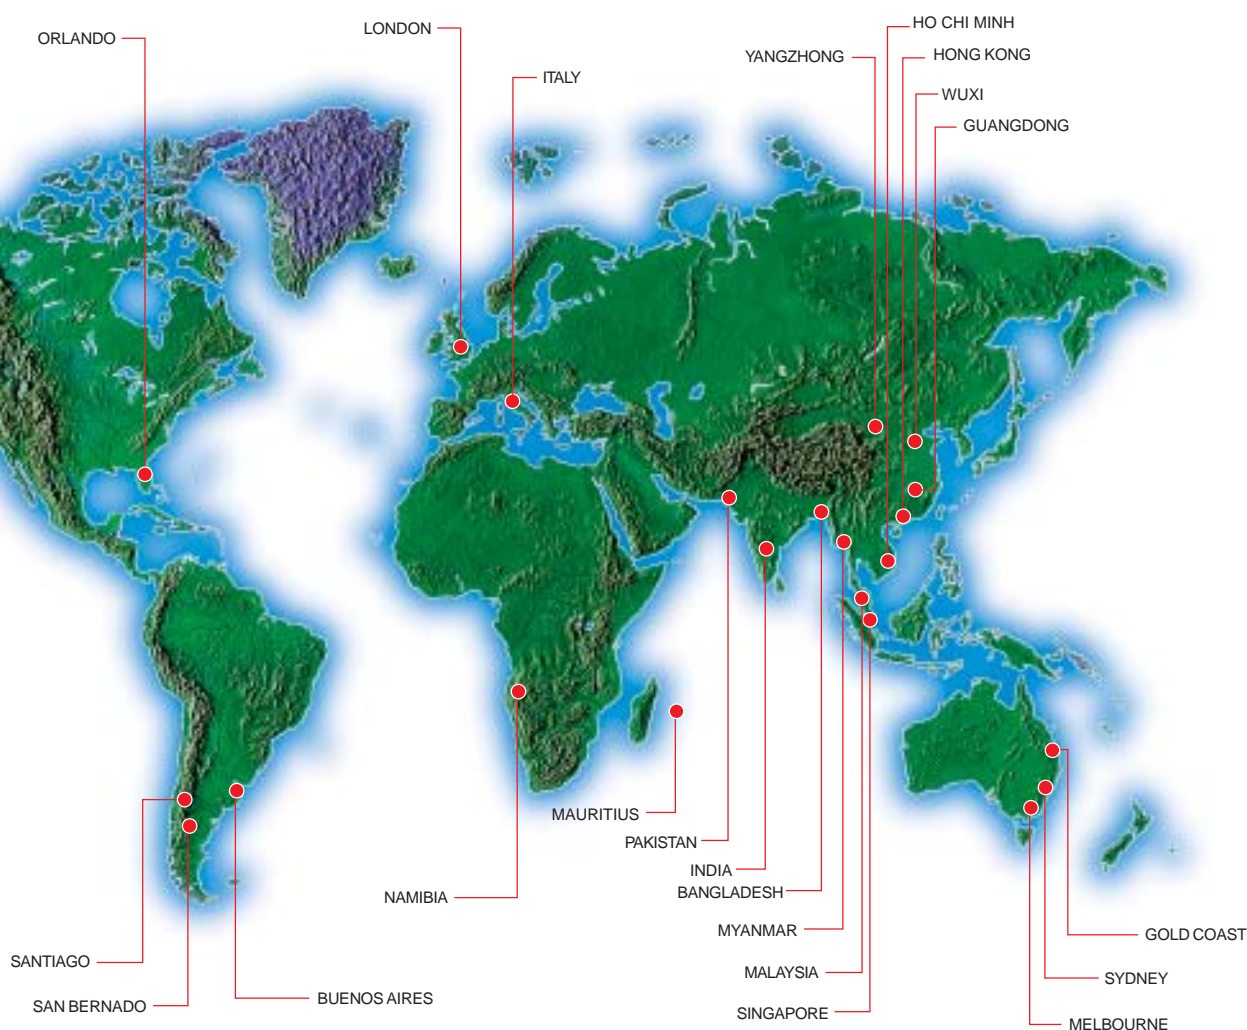 HO CHI MINH
LONDON
ORLANDO
YANGZHONG
HONG KONG
ITALY
WUXI
GUANGDONG
MAURITIUS
PAKISTAN
INDIA
BANGLADESH
NAMIBIA
MYANMAR
GOLD COAST
SANTIAGO
MALAYSIA
SYDNEY
BUENOS AIRES
SAN BERNADO
SINGAPORE
MELBOURNE